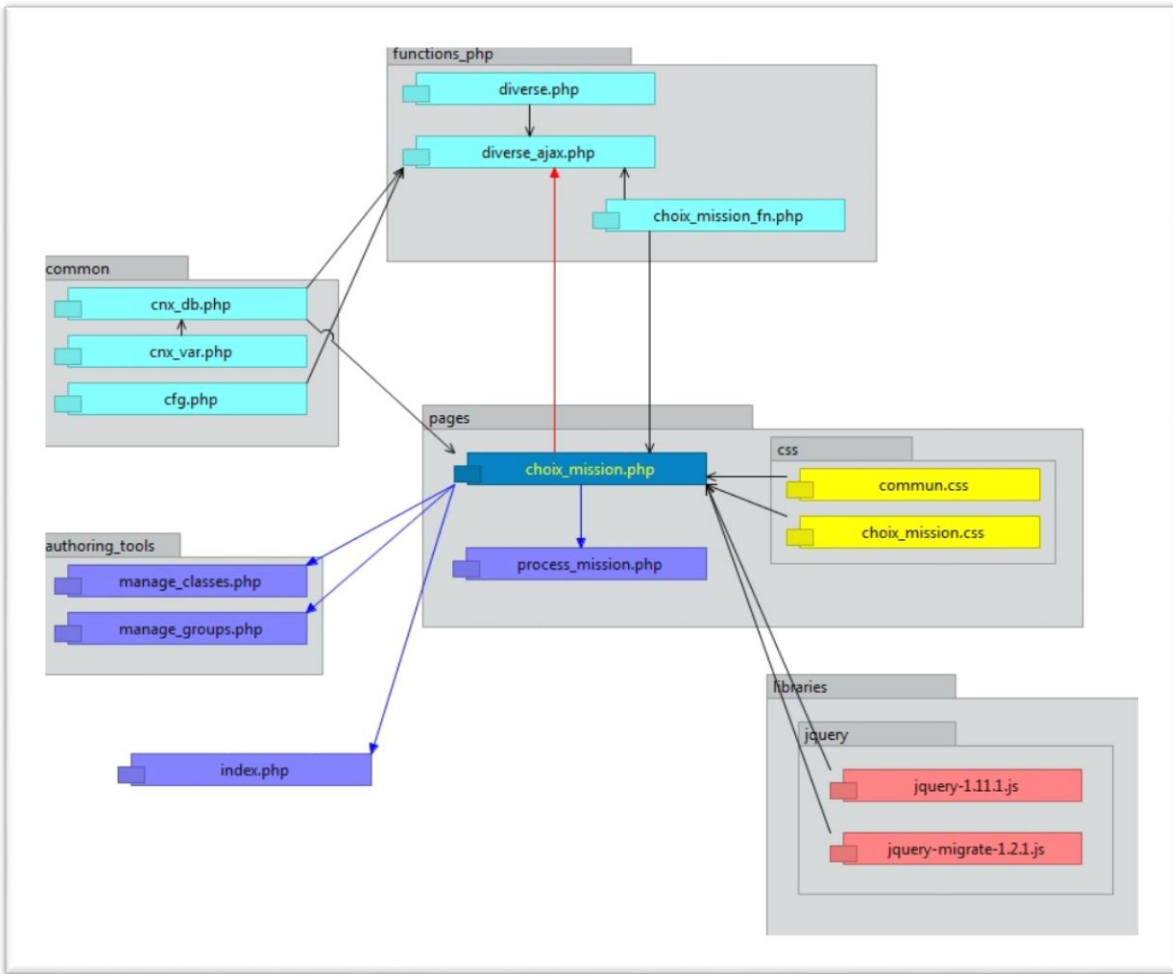 functions_php
diverse.php
diverse_ajax.php
choix_mission_fn.php
common
cnx_db.php
cnx_var.php
cfg.php
pages
choix_mission.php
process_mission.php
css
commun.css
choix_mission.css
authoring_tools
manage_classes.php
manage_groups.php
index.php
libraries
jquery
jquery-1.11.1.js
jquery-migrate-1.2.1.js